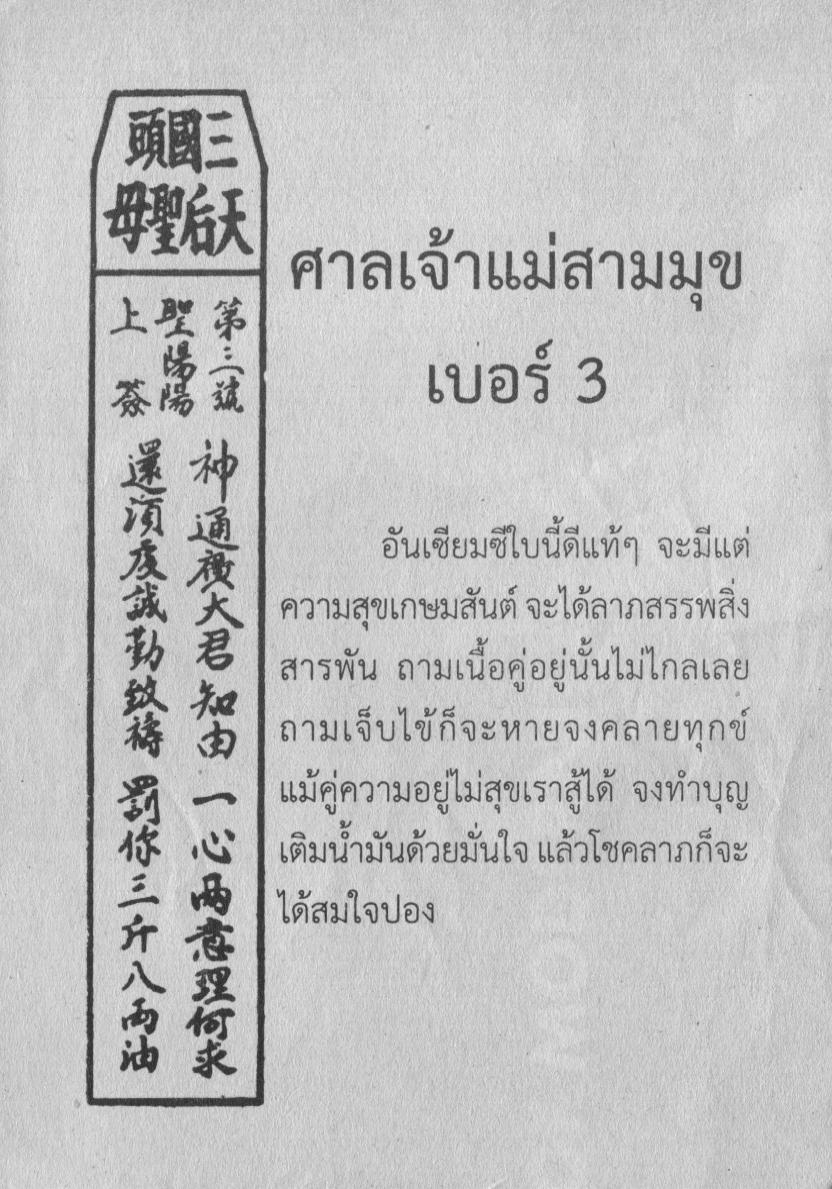 三國頭
天后聖母
第三號
聖陽陽
上簽
神通廣大君知由
一心兩意理何求
還須虔誠勤致禱
罰你三斤八両油
ศาลเจ้าแม่สามมุข
เบอร์ 3
อันเซียมซีใบนี้ดีแท้ๆ จะมีแต่
ความสุขเกษมสันต์ จะได้ลาภสรรพสิ่ง
สารพัน ถามเนื้อคู่อยู่นั้นไม่ไกลเลย
ถามเจ็บไข้ก็จะหายจงคลายทุกข์
แม้คู่ความอยู่ไม่สุขเราสู้ได้ จงทำบุญ
เติมน้ำมันด้วยมั่นใจ แล้วโชคลาภก็จะ
ได้สมใจปอง